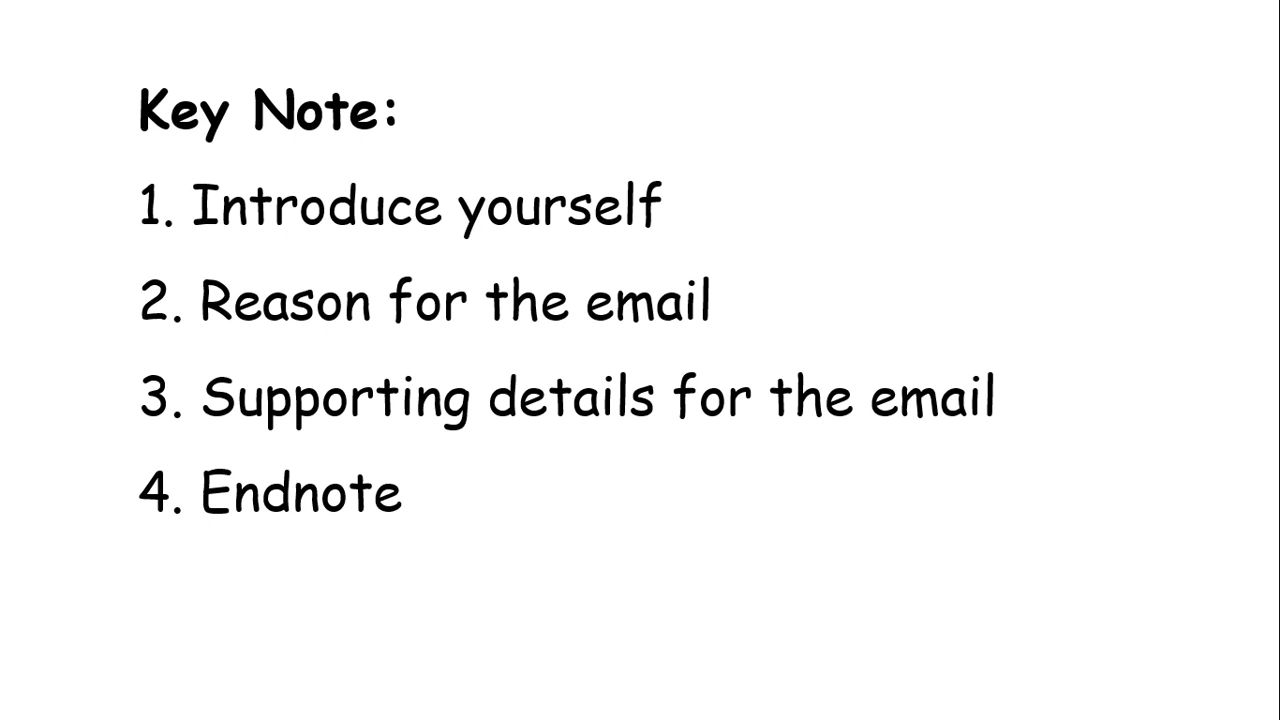 Key Note:
1. Introduce yourself
2. Reason for the email
3. Supporting details for the email
4. Endnote